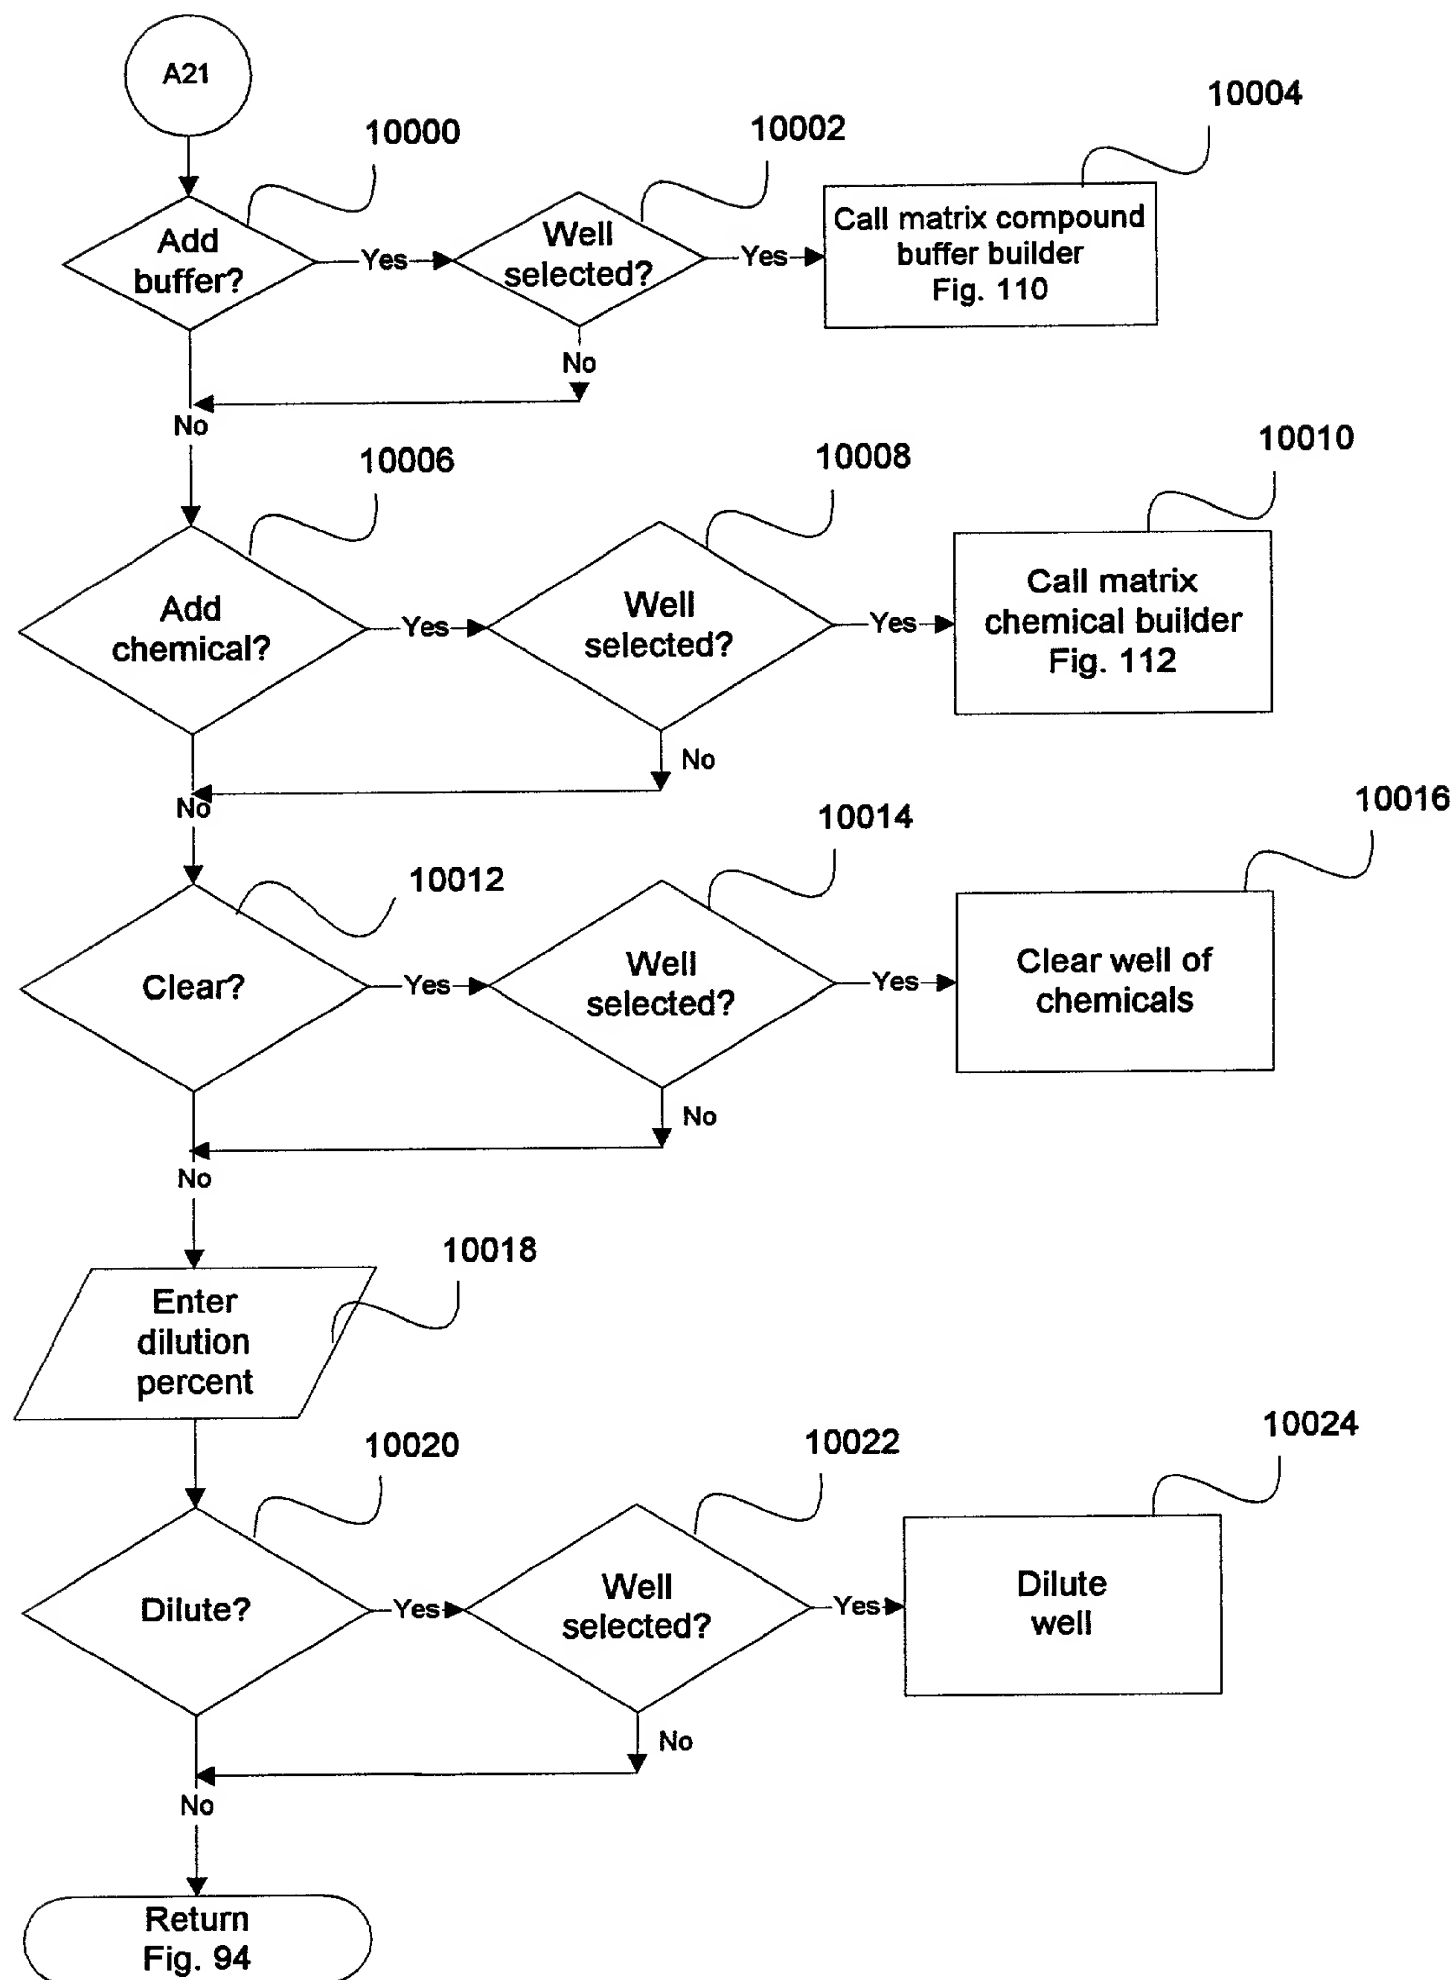 A21
10000
10002
10004
Add
buffer?
Yes
Well
selected?
Yes
Call matrix compound
buffer builder
Fig. 110
No
No
10006
10008
10010
Add
chemical?
Yes
Well
selected?
Yes
Call matrix
chemical builder
Fig. 112
No
No
10012
10014
10016
Clear?
Yes
Well
selected?
Yes
Clear well of
chemicals
No
No
10018
Enter
dilution
percent
10020
10022
10024
Dilute?
Yes
Well
selected?
Yes
Dilute
well
No
No
Return
Fig. 94